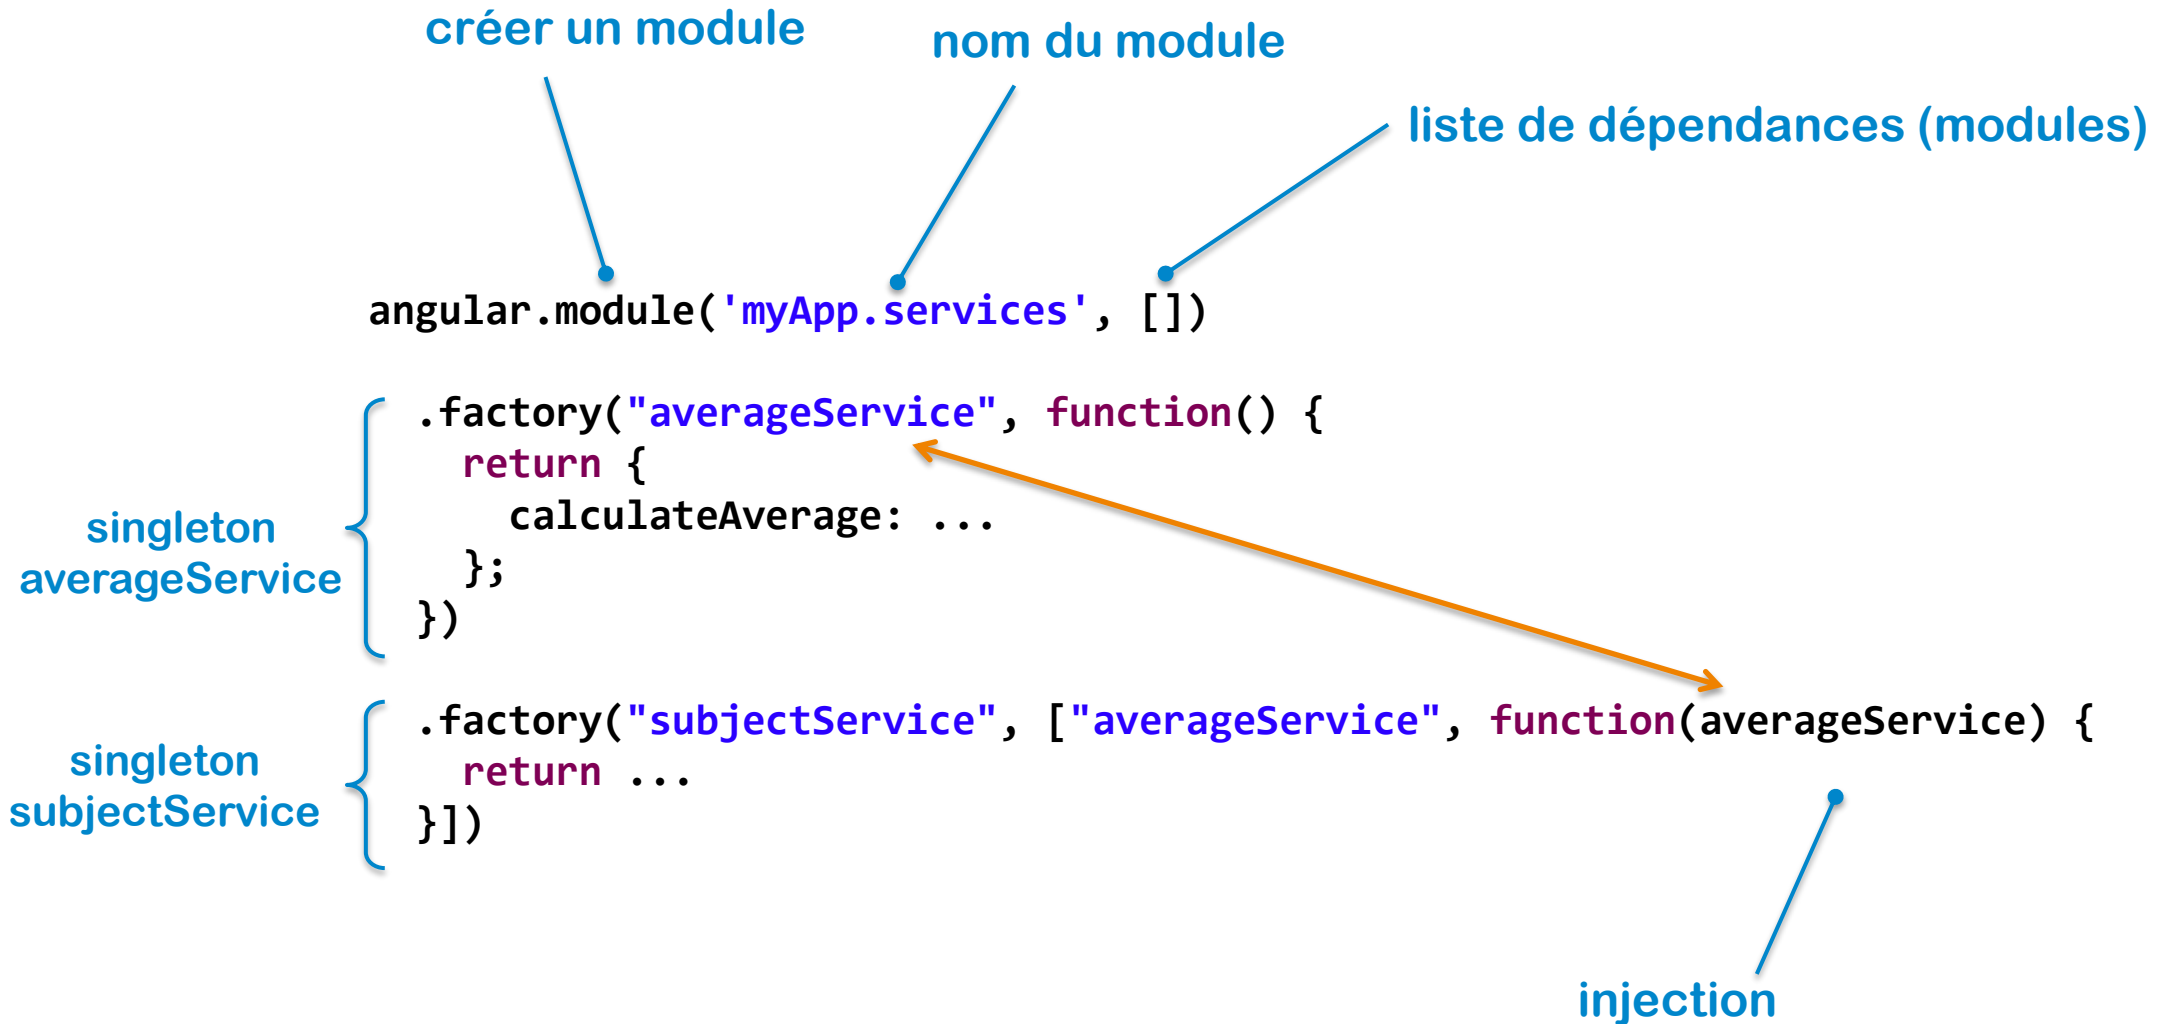 créer un module
nom du module
liste de dépendances (modules)
angular.module('myApp.services', [])
.factory("averageService", function() {
return {
calculateAverage: ...
};
})
singleton
averageService
.factory("subjectService", ["averageService", function(averageService) {
return ...
}])
singleton
subjectService
injection